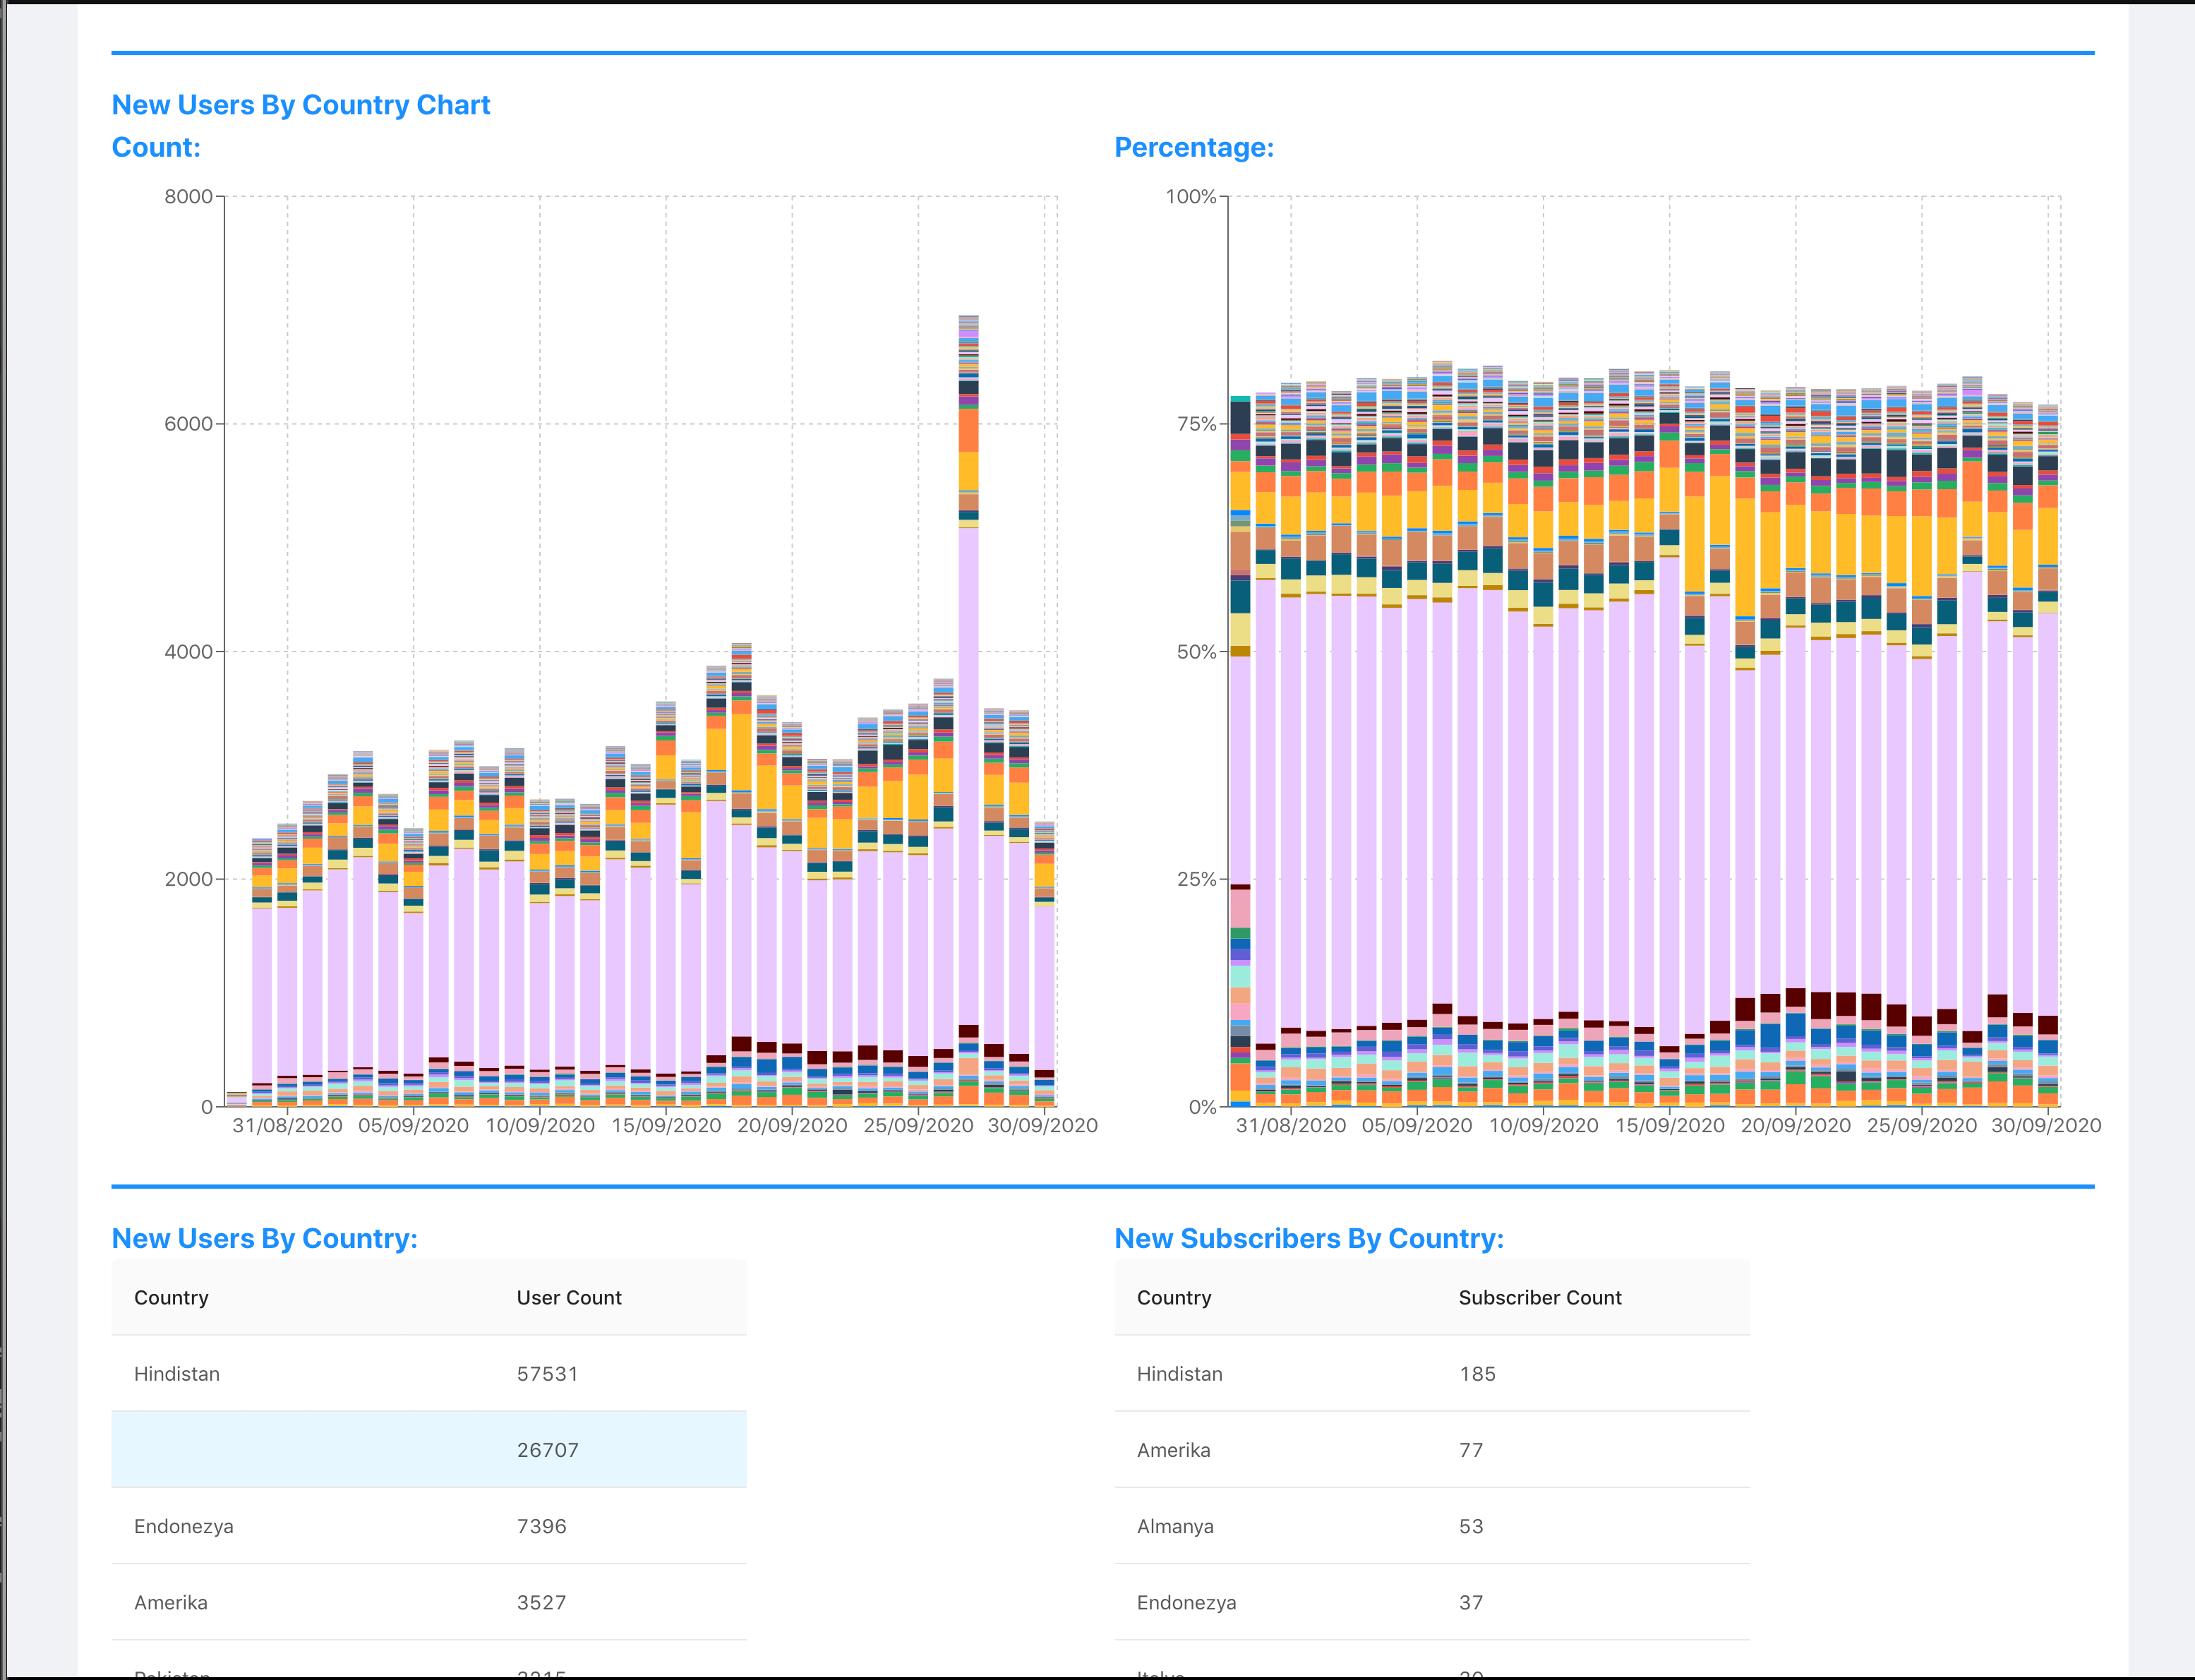 New Users By Country Chart
Count:
Percentage:
8000
6000
4000
2000
0
31/08/2020 05/09/2020 10/09/2020 15/09/2020 20/09/2020 25/09/2020 30/09/2020
100%
75%
50%
25%
0%
31/08/2020 05/09/2020 10/09/2020 15/09/2020 20/09/2020 25/09/2020 30/09/2020
New Users By Country:
Country User Count
Hindistan 57531
26707
Endonezya 7396
Amerika 3527
New Subscribers By Country:
Country Subscriber Count
Hindistan 185
Amerika 77
Almanya 53
Endonezya 37